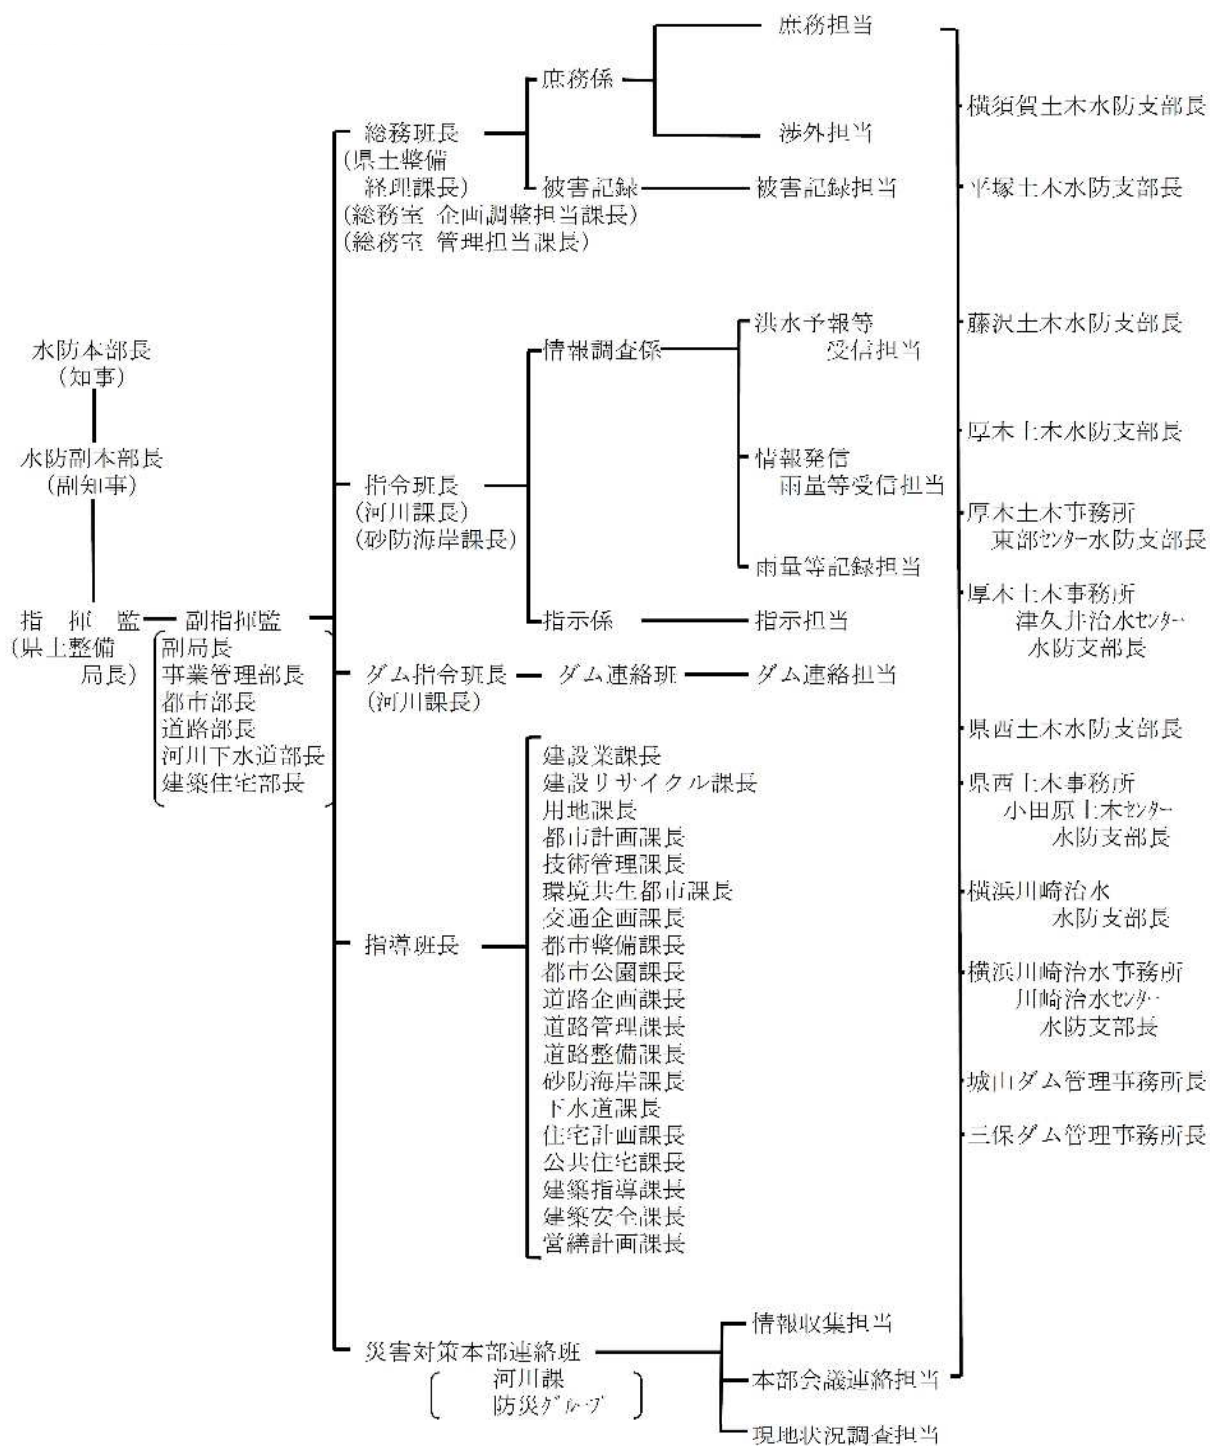 水防本部長
(知事)
水防副本部長
(副知事)
指 揮 監
(県土整備
局長)
副指揮監
副局長
事業管理部長
都市部長
道路部長
河川下水道部長
建築住宅部長
総務班長
(県土整備
経理課長)
(総務室 企画調整担当課長)
(総務室 管理担当課長)
庶務係
庶務担当
渉外担当
被害記録
被害記録担当
指令班長
(河川課長)
(砂防海岸課長)
情報調査係
洪水予報等
受信担当
情報発信
雨量等受信担当
雨量等記録担当
指示係
指示担当
ダム指令班長
(河川課長)
ダム連絡班
ダム連絡担当
指導班長
建設業課長
建設リサイクル課長
用地課長
都市計画課長
技術管理課長
環境共生都市課長
交通企画課長
都市整備課長
都市公園課長
道路企画課長
道路管理課長
道路整備課長
砂防海岸課長
下水道課長
住宅計画課長
公共住宅課長
建築指導課長
建築安全課長
営繕計画課長
災害対策本部連絡班
河川課
防災グループ
情報収集担当
本部会議連絡担当
現地状況調査担当
横須賀土木水防支部長
平塚土木水防支部長
藤沢土木水防支部長
厚木土木水防支部長
厚木土木事務所
東部センター水防支部長
厚木土木事務所
津久井治水センター
水防支部長
県西土木水防支部長
県西土木事務所
小田原土木センター
水防支部長
横浜川崎治水
水防支部長
横浜川崎治水事務所
川崎治水センター
水防支部長
城山ダム管理事務所長
三保ダム管理事務所長